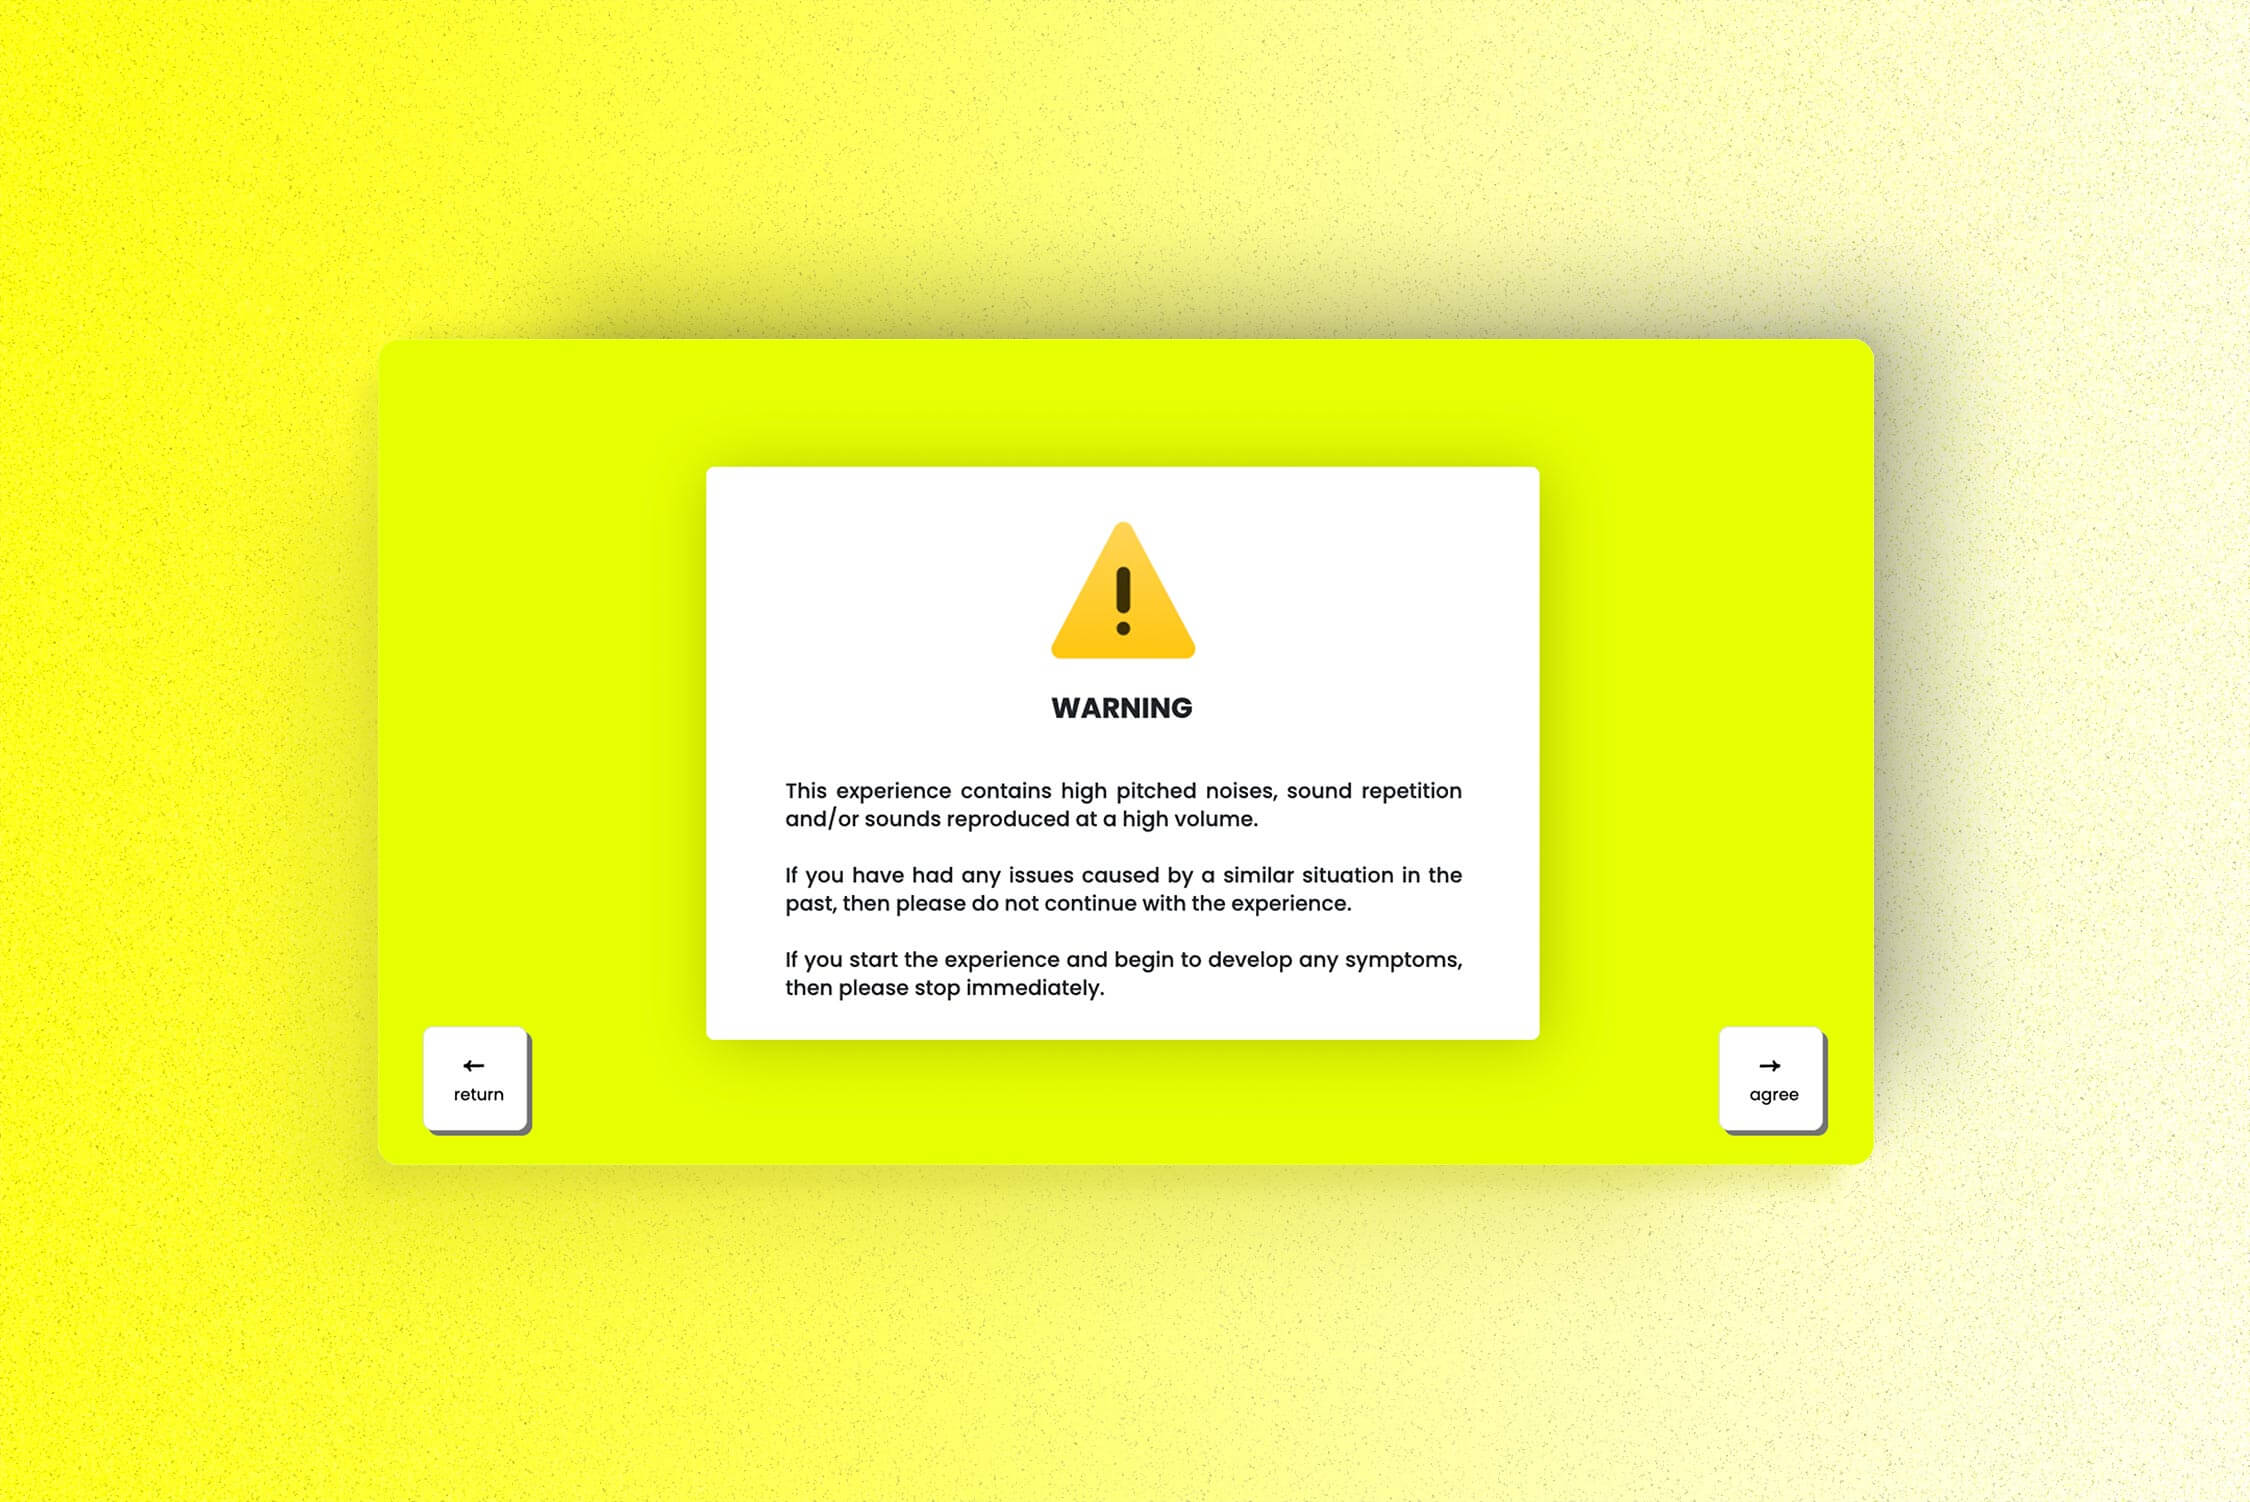 WARNING
This experience contains high pitched noises, sound repetition
and/or sounds reproduced at a high volume.
If you have had any issues caused by a similar situation in the
past, then please do not continue with the experience.
If you start the experience and begin to develop any symptoms,
then please stop immediately.
← return
→ agree